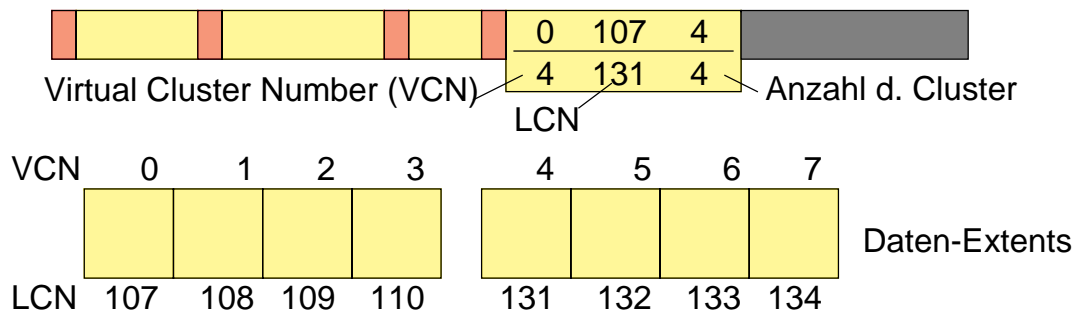 0 107 4
4 131 4
Virtual Cluster Number (VCN)
Anzahl d. Cluster
LCN
VCN 0 1 2 3 4 5 6 7
Daten-Extents
LCN 107 108 109 110 131 132 133 134